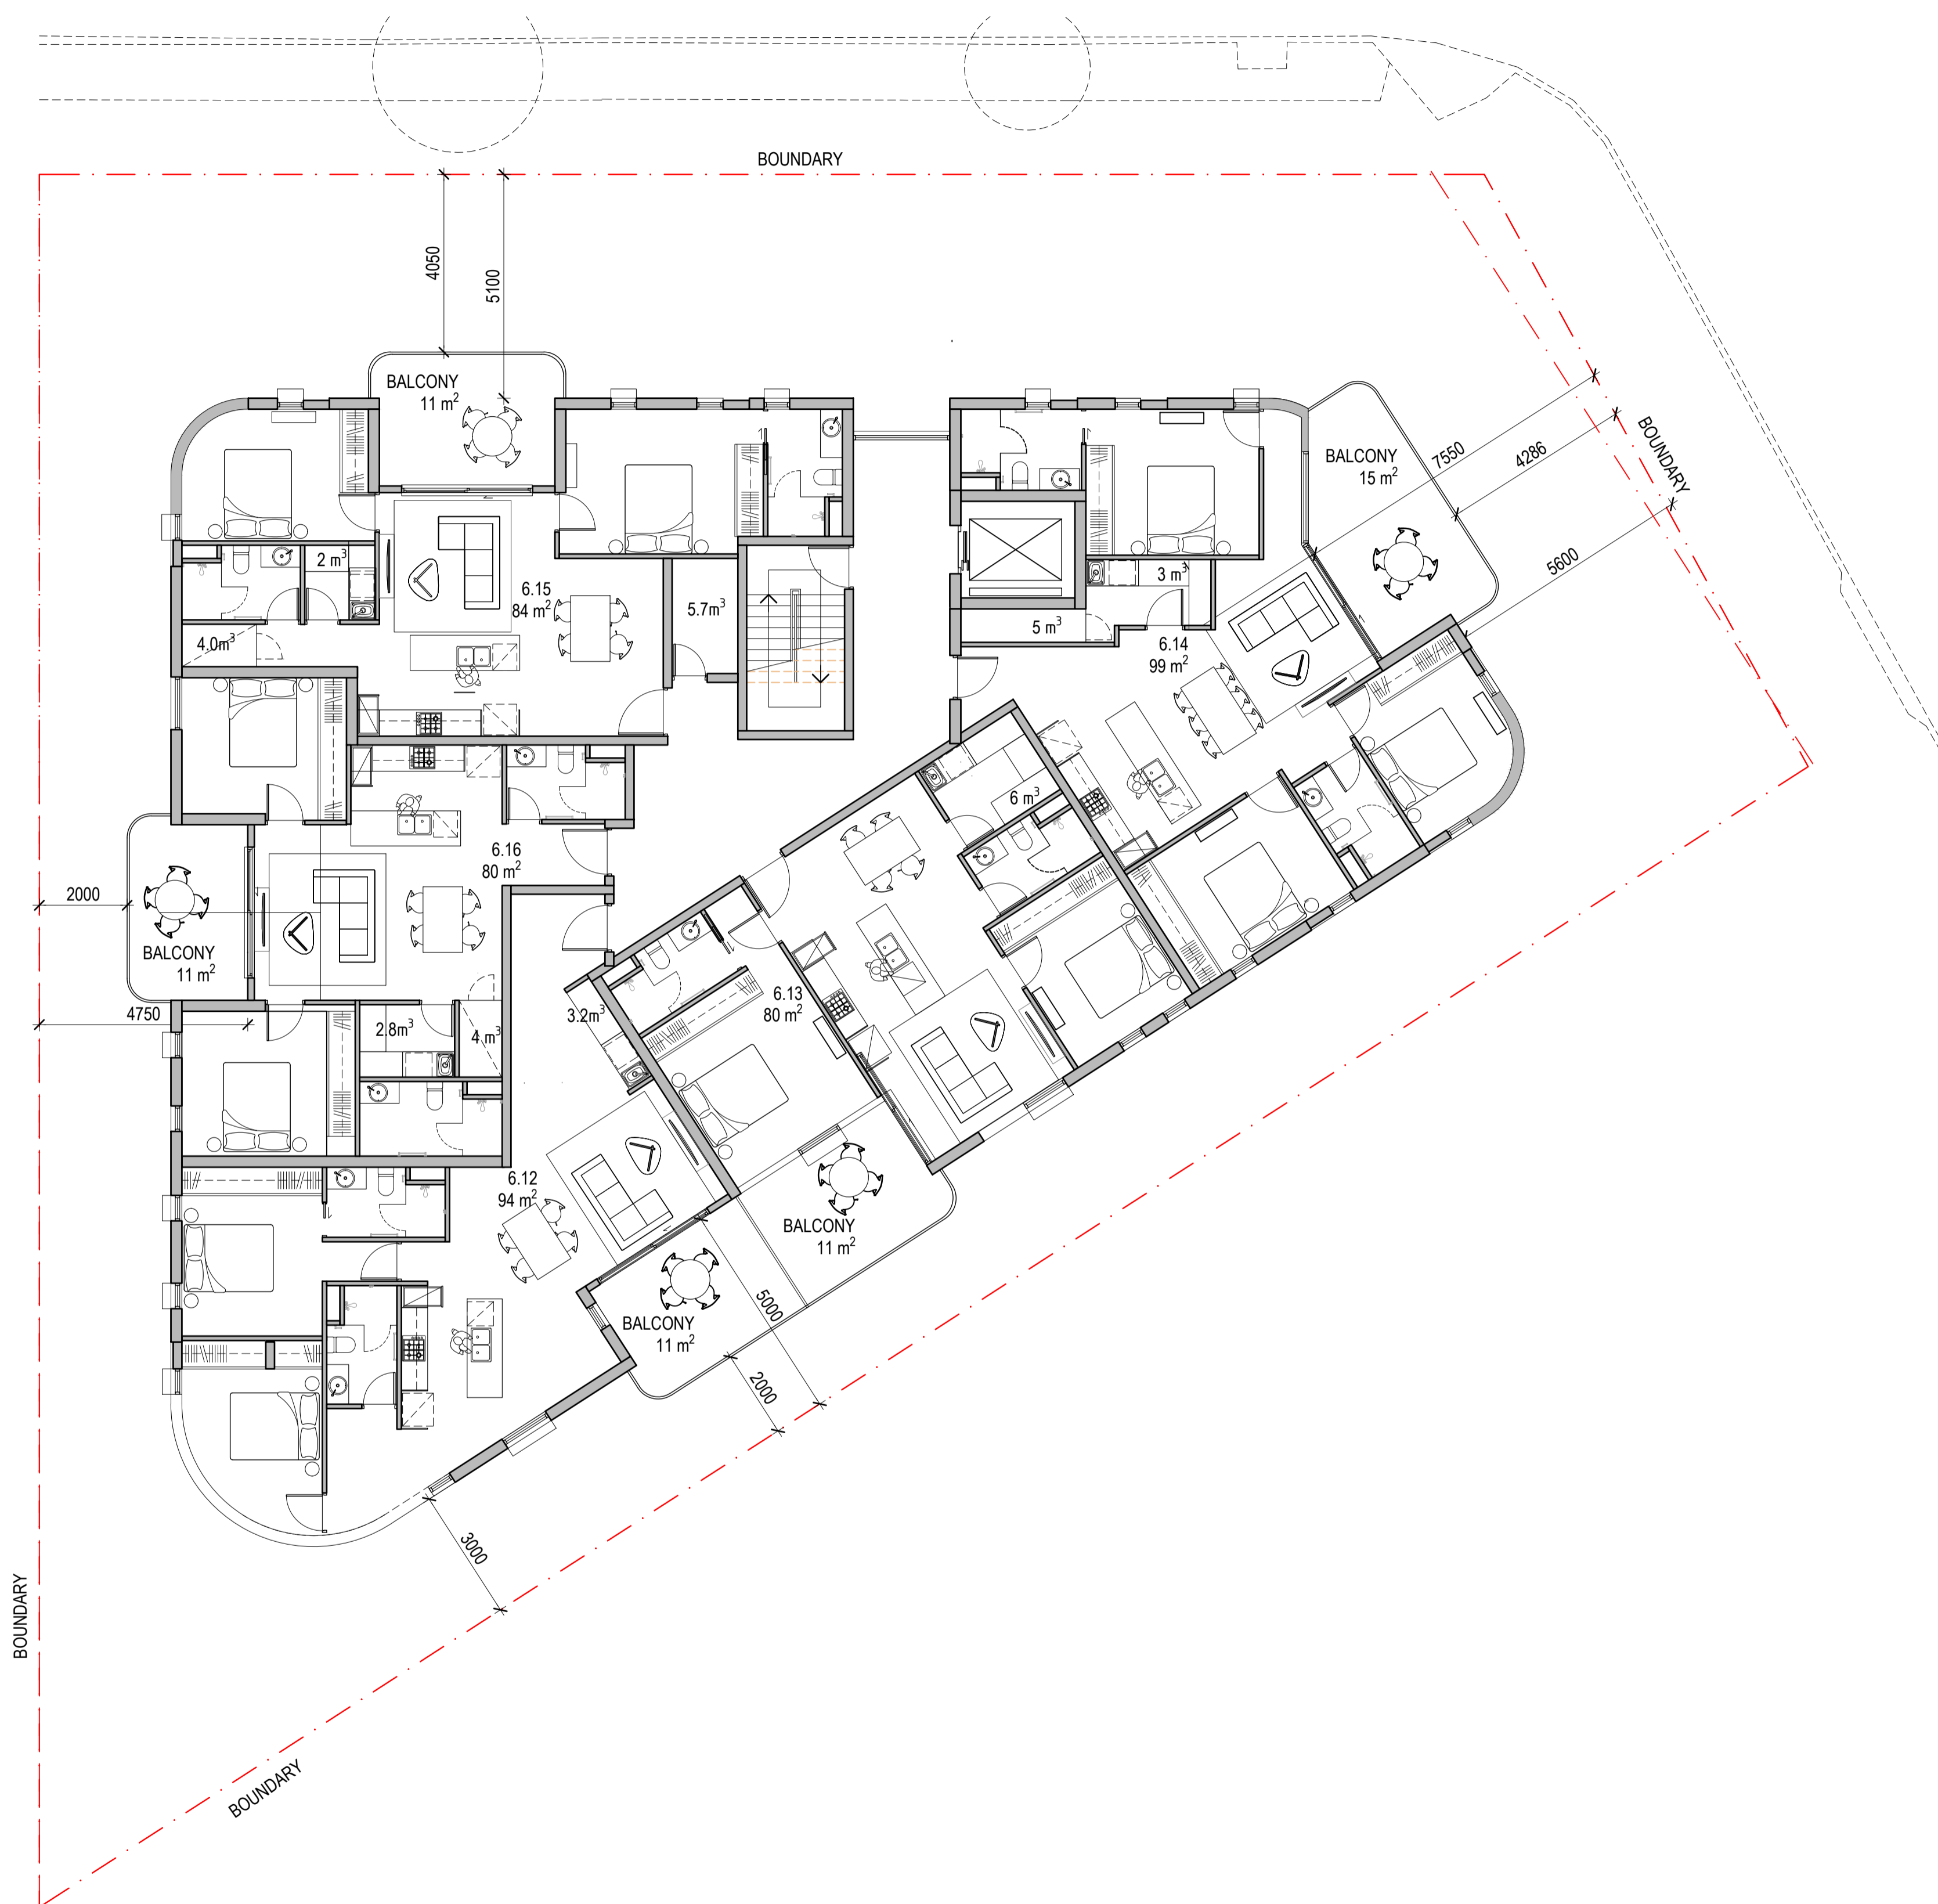 BOUNDARY
4050
5100
BALCONY
11 m²
BALCONY
15 m²
7550
4286
BOUNDARY
5600
2 m³
6.15
84 m²
5.7m³
3 m³
5 m³
6.14
99 m²
4.0m³
6 m³
6.16
80 m²
2000
BALCONY
11 m²
4750
2.8m³
4 m³
3.2m³
6.13
80 m²
6.12
94 m²
BALCONY
11 m²
5000
BALCONY
11 m²
2000
3000
BOUNDARY
BOUNDARY